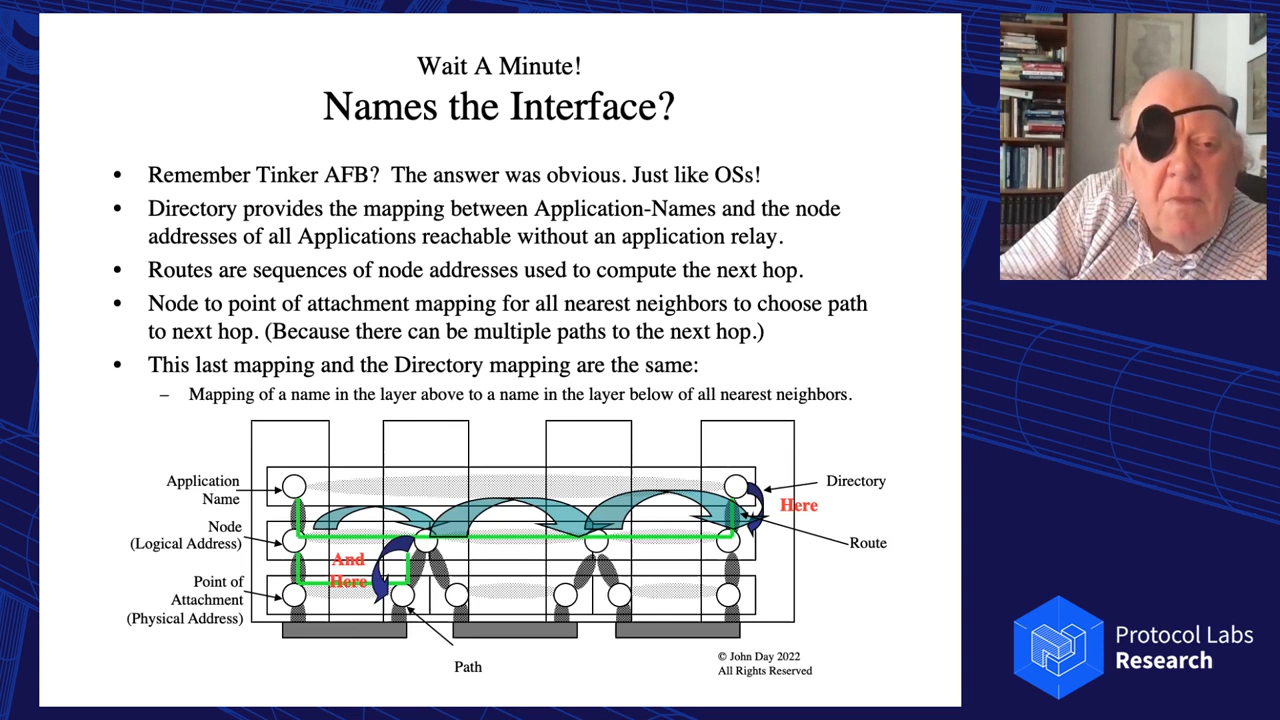 Wait A Minute!
Names the Interface?
• Remember Tinker AFB? The answer was obvious. Just like OSs!
• Directory provides the mapping between Application-Names and the node
addresses of all Applications reachable without an application relay.
• Routes are sequences of node addresses used to compute the next hop.
• Node to point of attachment mapping for all nearest neighbors to choose path
to next hop. (Because there can be multiple paths to the next hop.)
• This last mapping and the Directory mapping are the same:
– Mapping of a name in the layer above to a name in the layer below of all nearest neighbors.
Application
Name
Directory
Here
Node
(Logical Address)
Route
And
Here
Point of
Attachment
(Physical Address)
Path
© John Day 2022
All Rights Reserved
Protocol Labs
Research